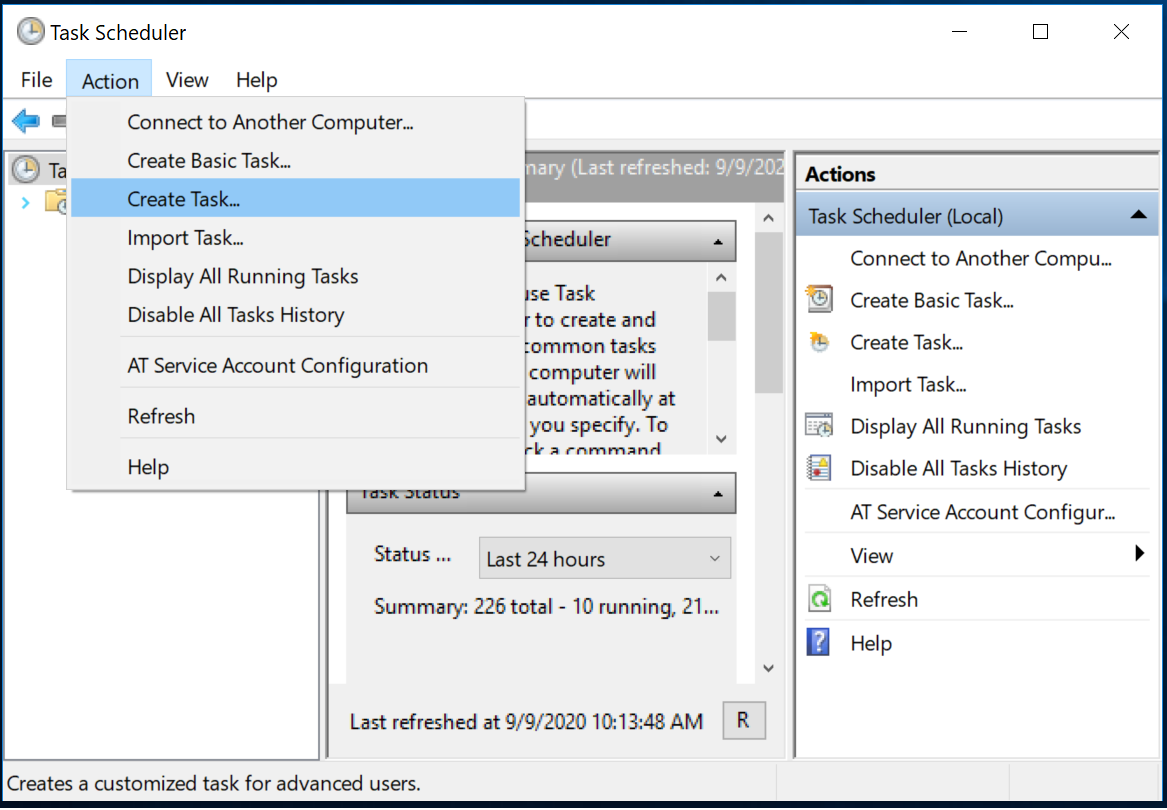 Task Scheduler
File Action View Help
Connect to Another Computer...
Create Basic Task...
Create Task...
Import Task...
Display All Running Tasks
Disable All Tasks History
AT Service Account Configuration
Refresh
Help
Ta
mary (Last refreshed: 9/9/202
Scheduler
use Task
r to create and
common tasks
computer will
automatically at
you specify. To
ck a command
Task Status
Status ...
Last 24 hours
Summary: 226 total - 10 running, 21...
Last refreshed at 9/9/2020 10:13:48 AM
R
Actions
Task Scheduler (Local)
Connect to Another Compu...
Create Basic Task...
Create Task...
Import Task...
Display All Running Tasks
Disable All Tasks History
AT Service Account Configur...
View
Refresh
Help
Creates a customized task for advanced users.